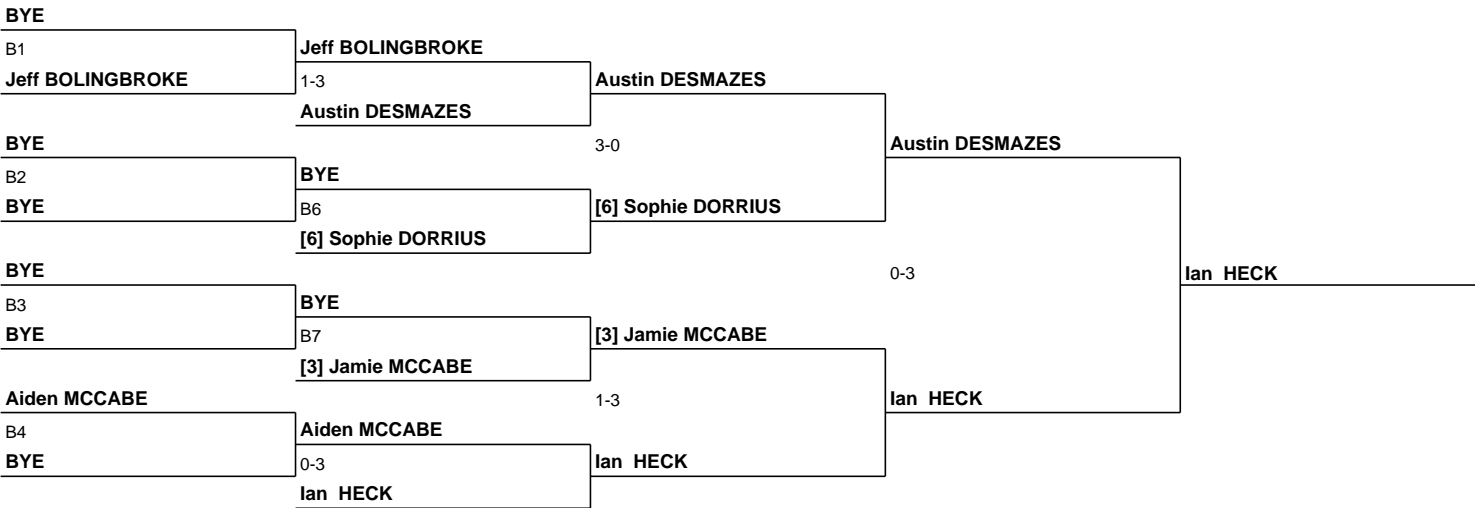 BYE
B1
Jeff BOLINGBROKE
Jeff BOLINGBROKE
1-3
Austin DESMAZES
Austin DESMAZES
BYE
3-0
Austin DESMAZES
B2
BYE
BYE
B6
[6] Sophie DORRIUS
[6] Sophie DORRIUS
BYE
0-3
Ian HECK
B3
BYE
BYE
B7
[3] Jamie MCCABE
[3] Jamie MCCABE
Aiden MCCABE
1-3
Ian HECK
B4
Aiden MCCABE
BYE
0-3
Ian HECK
Ian HECK